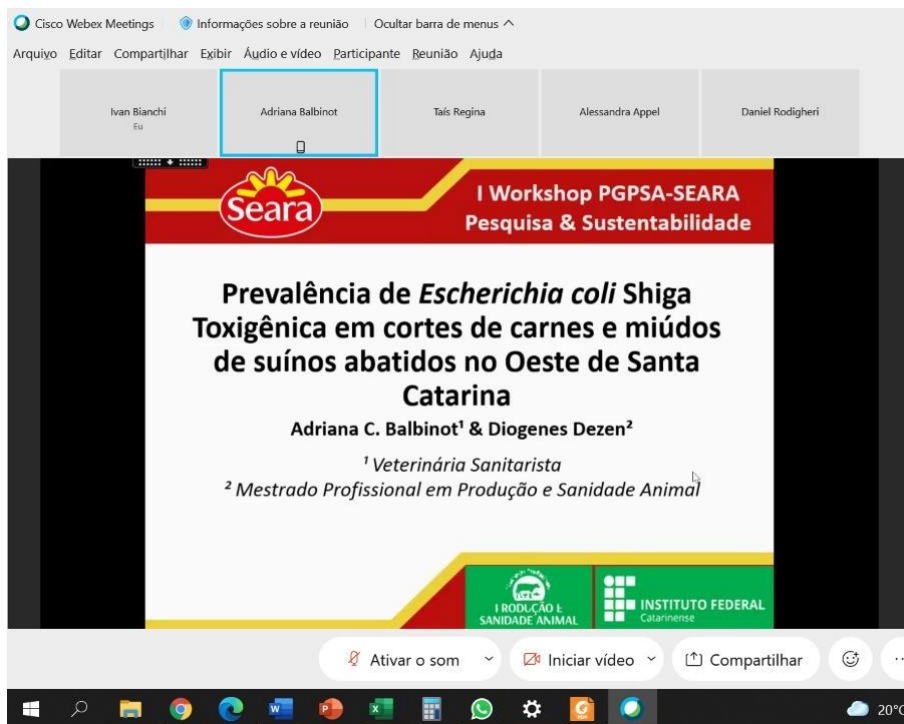 Cisco Webex Meetings Informações sobre a reunião Ocultar barra de menus
Arquivo Editar Compartilhar Exibir Áudio e vídeo Participante Reunião Ajuda
Ivan Bianchi
Eu
Adriana Balbinot
Taís Regina
Alessandra Appel
Daniel Rodigheri
Seara
I Workshop PGPSA-SEARA
Pesquisa & Sustentabilidade
Prevalência de Escherichia coli Shiga
Toxigênica em cortes de carnes e miúdos
de suínos abatidos no Oeste de Santa
Catarina
Adriana C. Balbinot¹ & Diogenes Dezen²
¹ Veterinária Sanitarista
² Mestrado Profissional em Produção e Sanidade Animal
SANIDADE ANIMAL
INSTITUTO FEDERAL
Catarinense
Ativar o som Iniciar vídeo Compartilhar
20°C